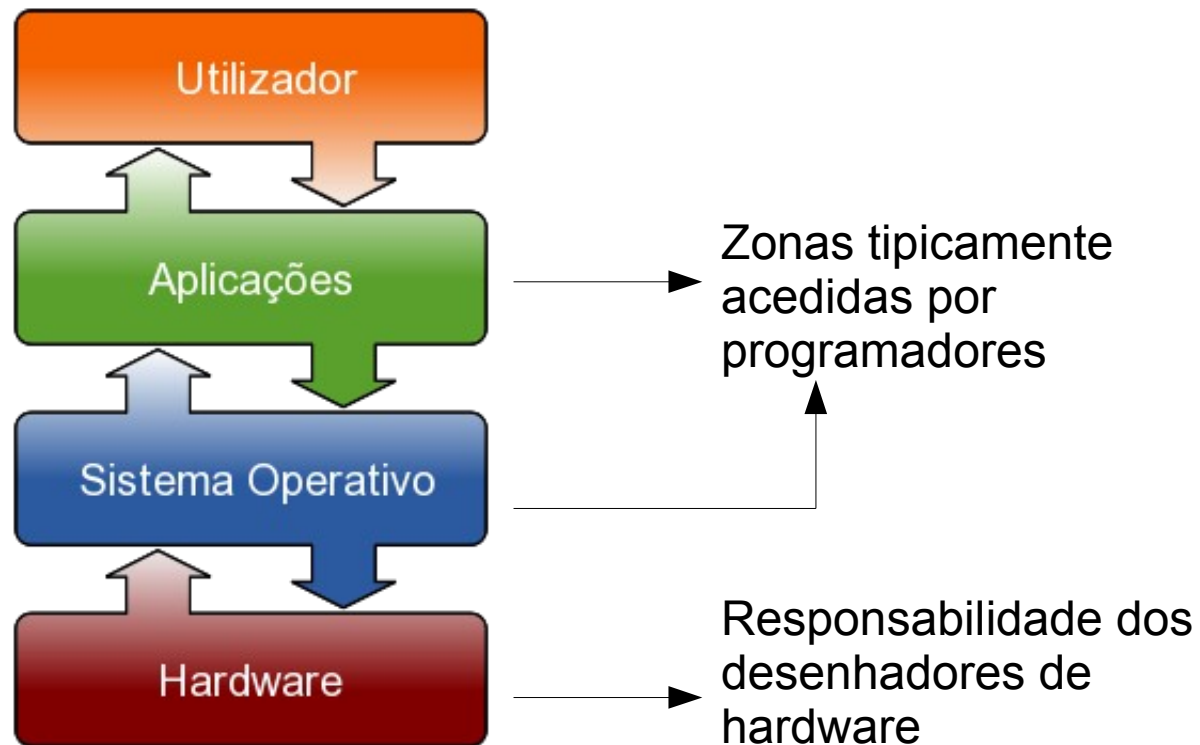 Utilizador
Aplicações
Zonas tipicamente
acedidas por
programadores
Sistema Operativo
Hardware
Responsabilidade dos
desenhadores de
hardware